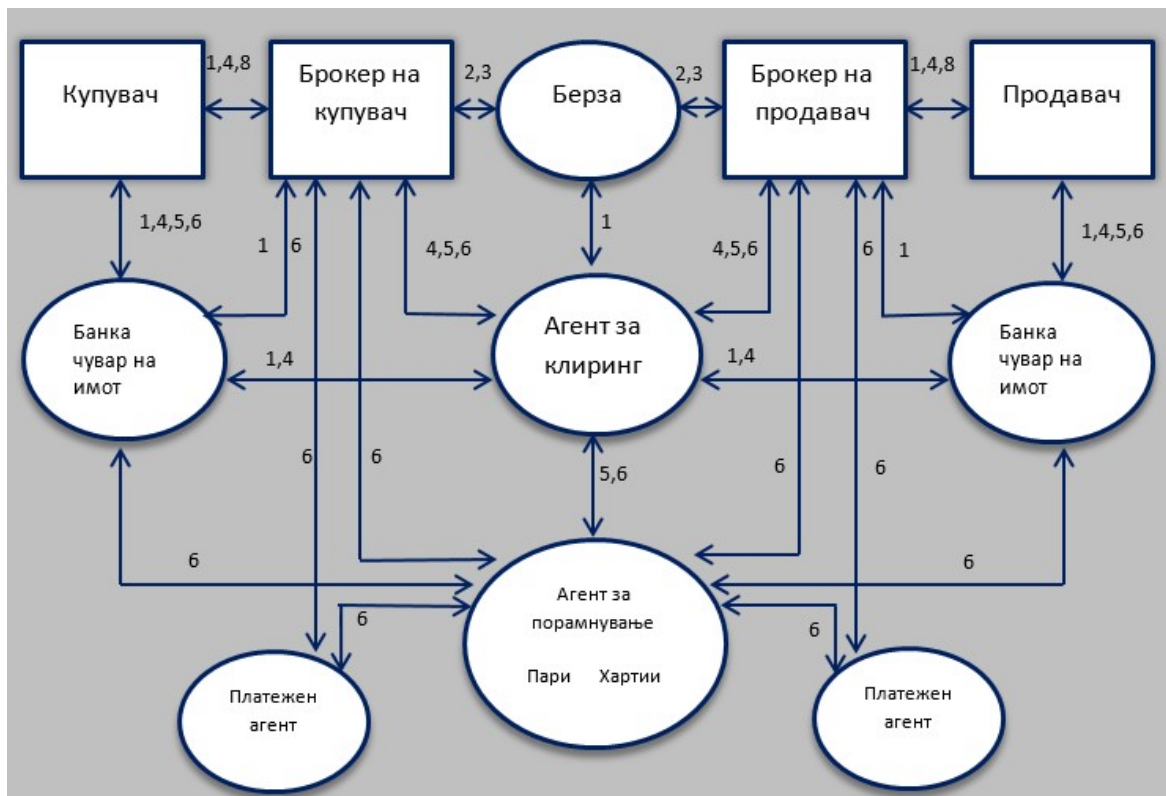 Купувач
1,4,8
Брокер на
купувач
2,3
Берза
2,3
Брокер на
продавач
1,4,8
Продавач
1,4,5,6
1
6
4,5,6
1
4,5,6
6
1
1,4,5,6
Банка
чувар на
имот
1,4
Агент за
клиринг
1,4
Банка
чувар на
имот
6
6
5,6
6
6
6
6
Агент за
порамнување
Пари Хартии
6
6
Платежен
агент
Платежен
агент